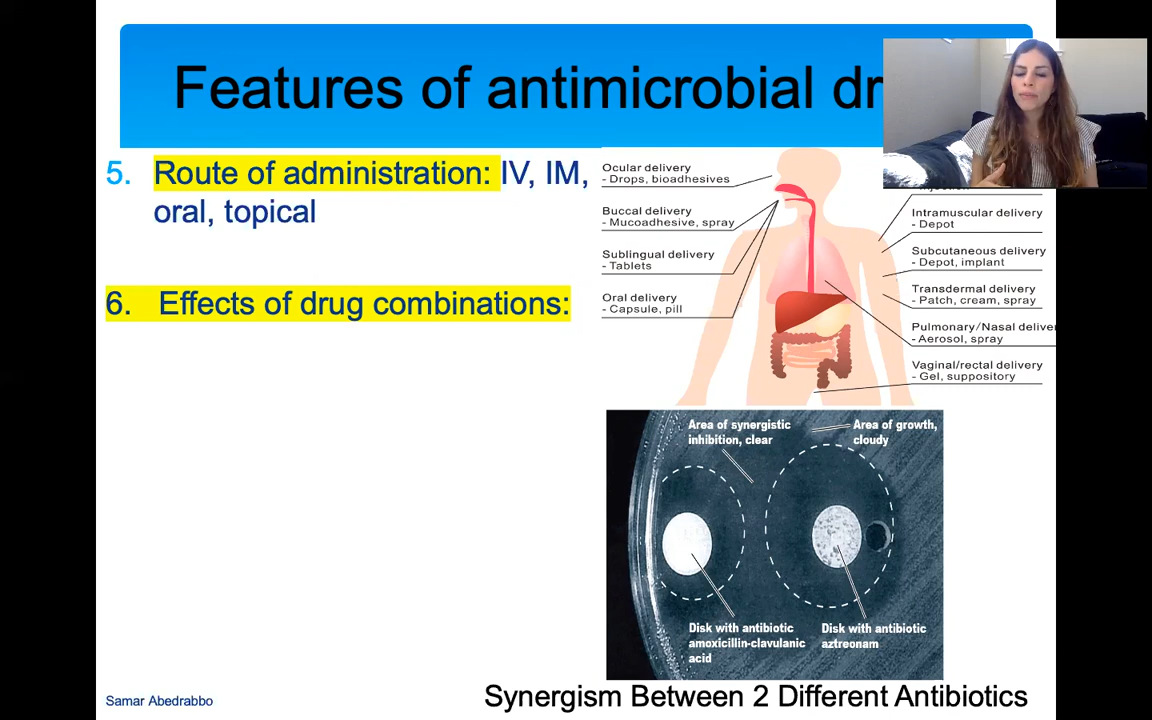 Features of antimicrobial
5. Route of administration: IV, IM,
oral, topical
6. Effects of drug combinations:
Ocular delivery
- Drops, bioadhesives
Buccal delivery
- Mucoadhesive, spray
Sublingual delivery
- Tablets
Oral delivery
- Capsule, pill
Intramuscular delivery
- Depot
Subcutaneous delivery
- Depot, implant
Transdermal delivery
- Patch, cream, spray
Pulmonary/Nasal
- Aerosol, spray
Vaginal/rectal delivery
- Gel, suppository
Area of synergistic
inhibition, clear
Area of growth,
cloudy
Disk with antibiotic
amoxicillin-clavulanic
acid
Disk with antibiotic
aztreonam
Synergism Between 2 Different Antibiotics
Samar Abedrabbo